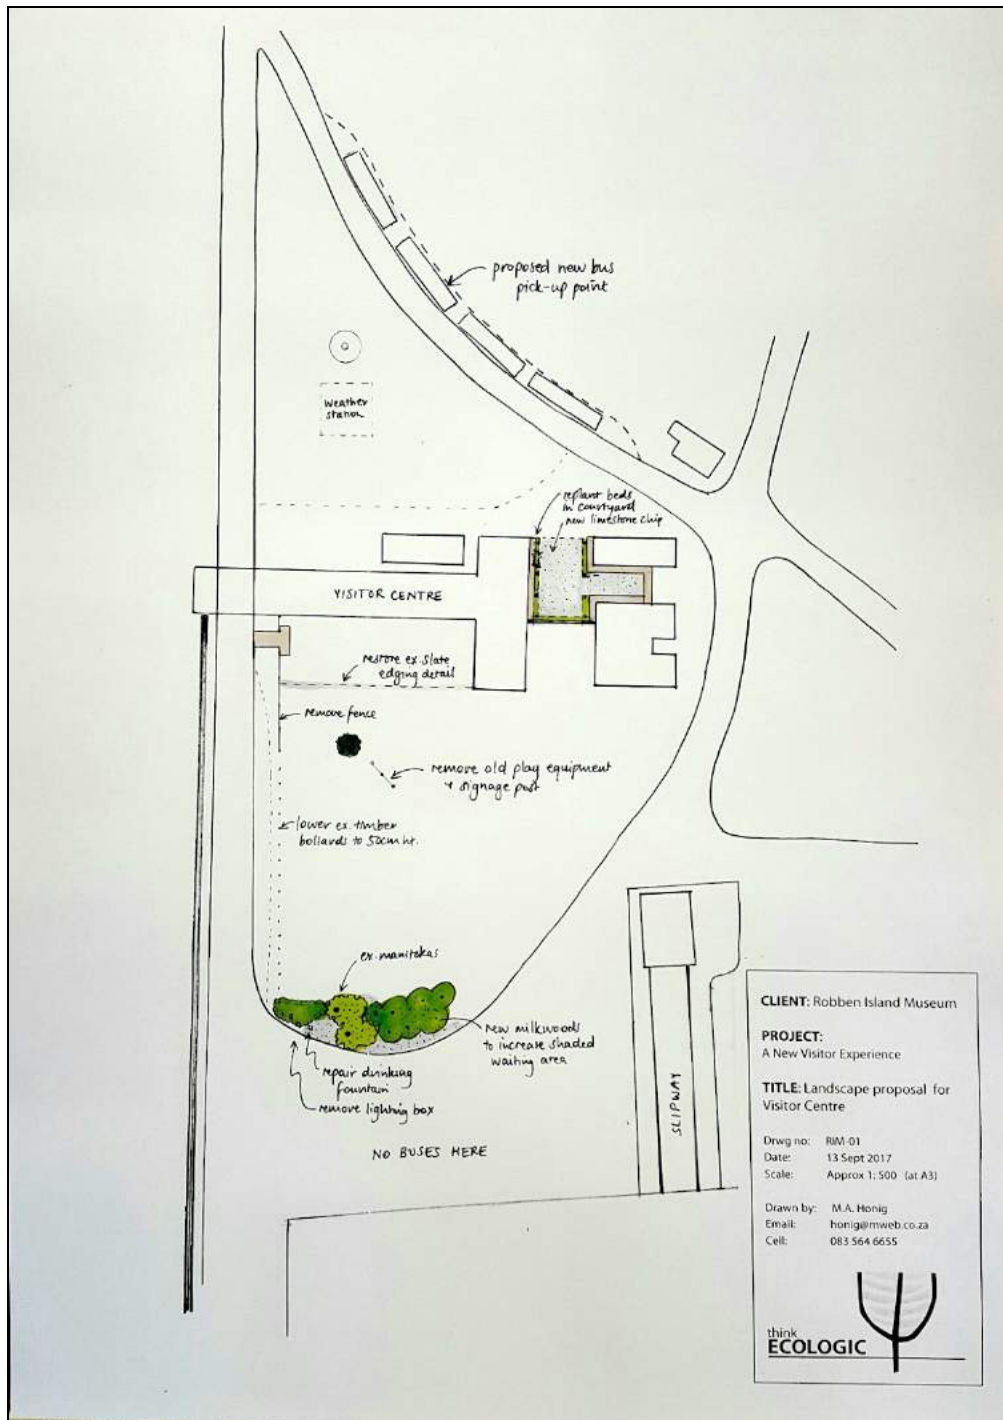 proposed new bus
pick-up point
Weather
station
replant beds
in courtyard
new limestone chip
VISITOR CENTRE
restore ex. slate
edging detail
remove fence
remove old play equipment
+ signage post
lower ex. timber
bollards to 50cm ht.
ex. manitokas
new milkwoods
to increase shaded
waiting area
repair drinking
fountain
remove lighting box
NO BUSES HERE
SLIPWAY
CLIENT: Robben Island Museum
PROJECT:
A New Visitor Experience
TITLE: Landscape proposal for
Visitor Centre
Drwg no: RIM-01
Date: 13 Sept 2017
Scale: Approx 1: 500 (at A3)
Drawn by: M.A. Honig
Email: honig@mweb.co.za
Cell: 083 564 6655
think
ECOLOGIC